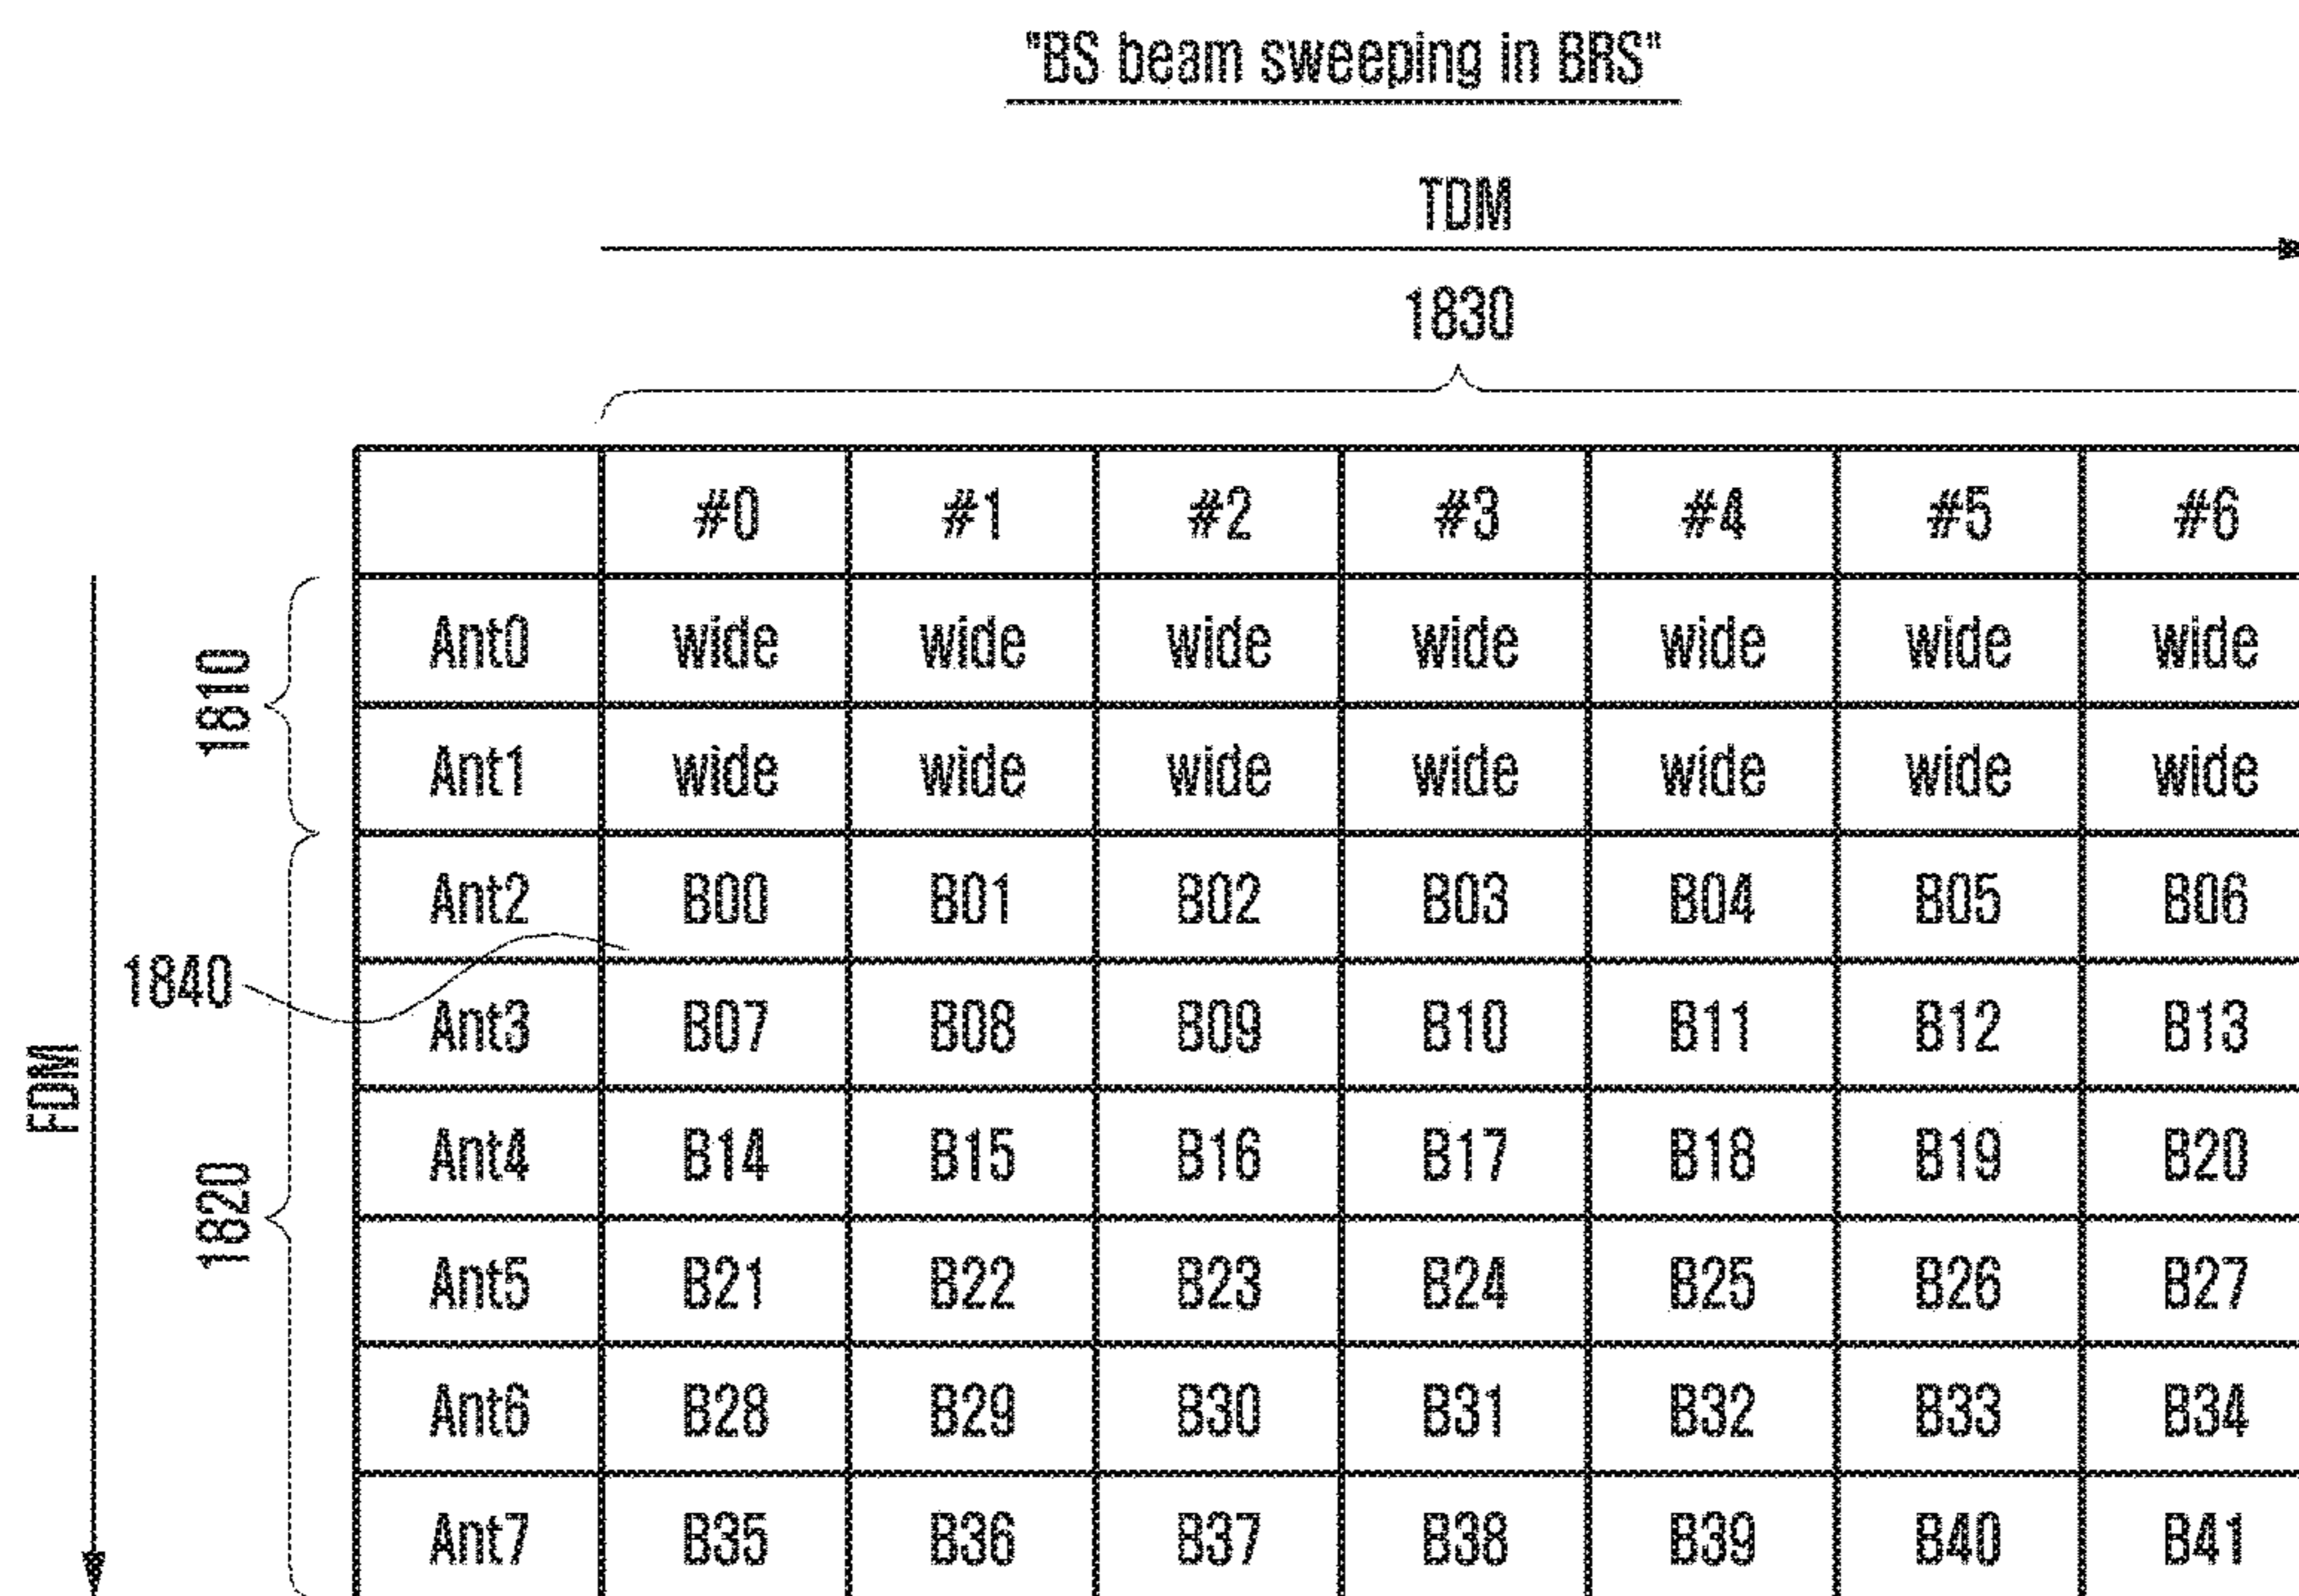 "BS beam sweeping in BRS"
TDM
1830
#0 #1 #2 #3 #4 #5 #6
Ant0 wide wide wide wide wide wide wide
1810
Ant1 wide wide wide wide wide wide wide
Ant2 B00 B01 B02 B03 B04 B05 B06
1840
Ant3 B07 B08 B09 B10 B11 B12 B13
FDM
Ant4 B14 B15 B16 B17 B18 B19 B20
1820
Ant5 B21 B22 B23 B24 B25 B26 B27
Ant6 B28 B29 B30 B31 B32 B33 B34
Ant7 B35 B36 B37 B38 B39 B40 B41